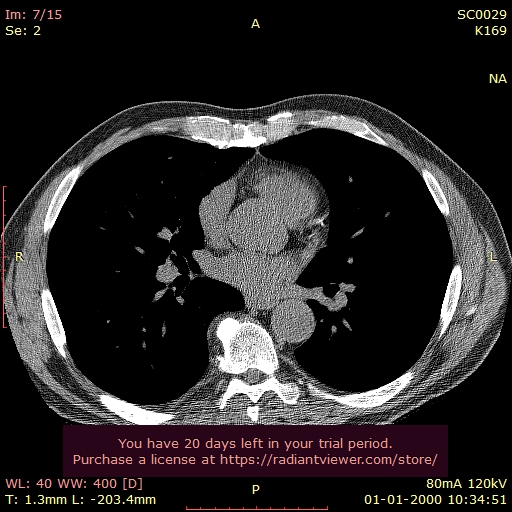 Im: 7/15
Se: 2
A
SC0029
K169
NA
R
L
You have 20 days left in your trial period.
Purchase a license at https://radiantviewer.com/store/
WL: 40 WW: 400 [D]
T: 1.3mm L: -203.4mm
P
80mA 120kV
01-01-2000 10:34:51